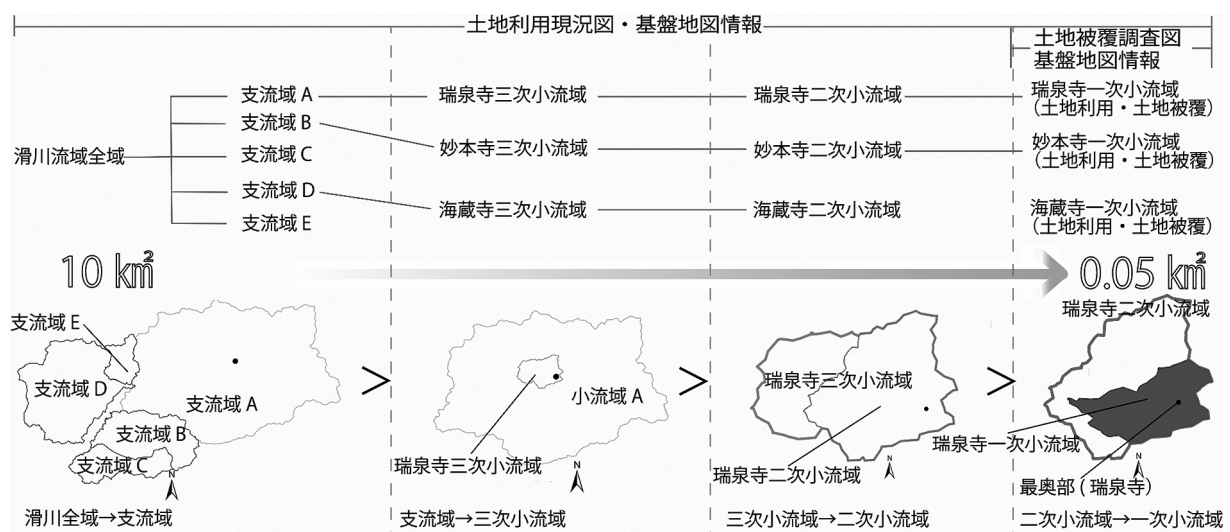 土地利用現況図・基盤地図情報
土地被覆調査図
基盤地図情報
滑川流域全域
支流域 A
支流域 B
支流域 C
支流域 D
支流域 E
瑞泉寺三次小流域
妙本寺三次小流域
海蔵寺三次小流域
瑞泉寺二次小流域
妙本寺二次小流域
海蔵寺二次小流域
瑞泉寺一次小流域
(土地利用・土地被覆)
妙本寺一次小流域
(土地利用・土地被覆)
海蔵寺一次小流域
(土地利用・土地被覆)
10 km²
0.05 km²
支流域 E
支流域 D
支流域 A
支流域 B
支流域 C
N
滑川全域→支流域
>
小流域 A
瑞泉寺三次小流域
N
支流域→三次小流域
>
瑞泉寺三次小流域
瑞泉寺二次小流域
N
三次小流域→二次小流域
>
瑞泉寺二次小流域
瑞泉寺一次小流域
N
最奥部 ( 瑞泉寺)
二次小流域→一次小流域